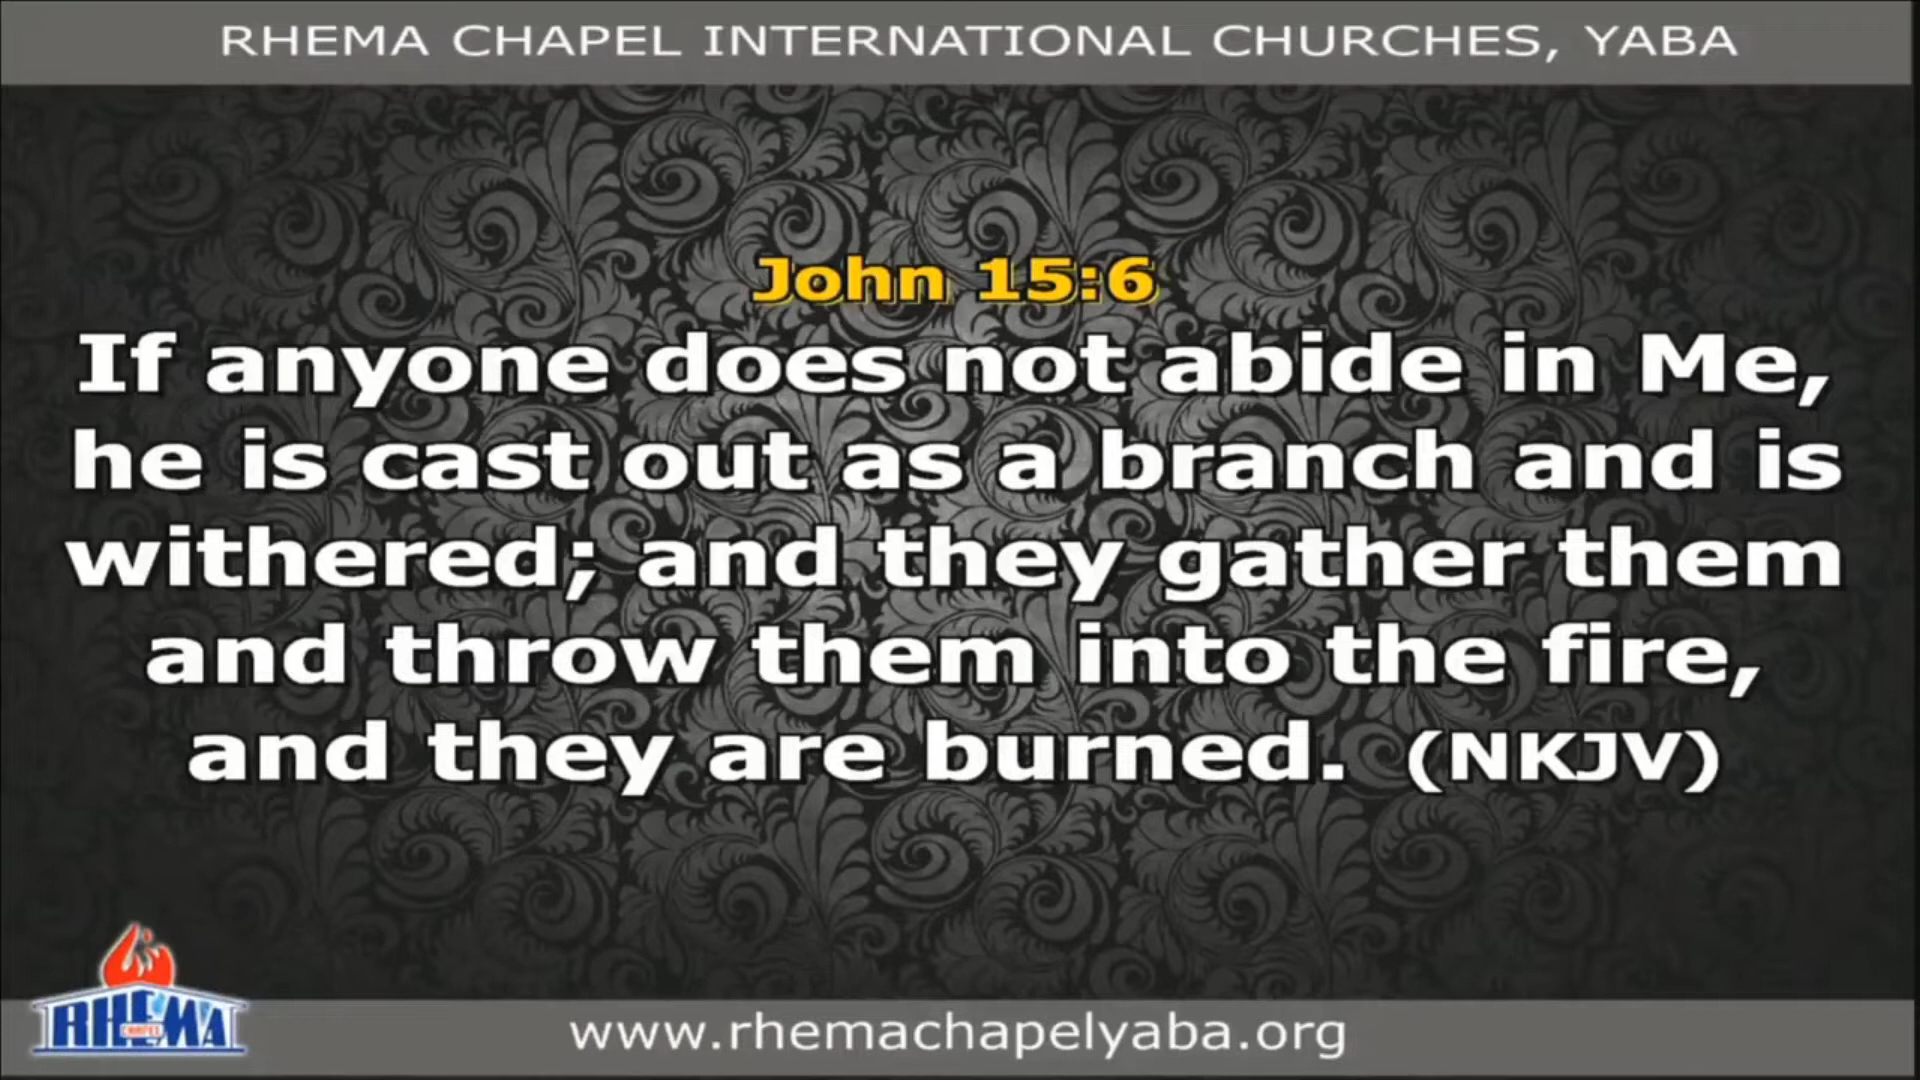 RHEMA CHAPEL INTERNATIONAL CHURCHES, YABA
John 15:6
If anyone does not abide in Me,
he is cast out as a branch and is
withered; and they gather them
and throw them into the fire,
and they are burned. (NKJV)
RHEMA
CHAPEL
www.rhemachapelyaba.org